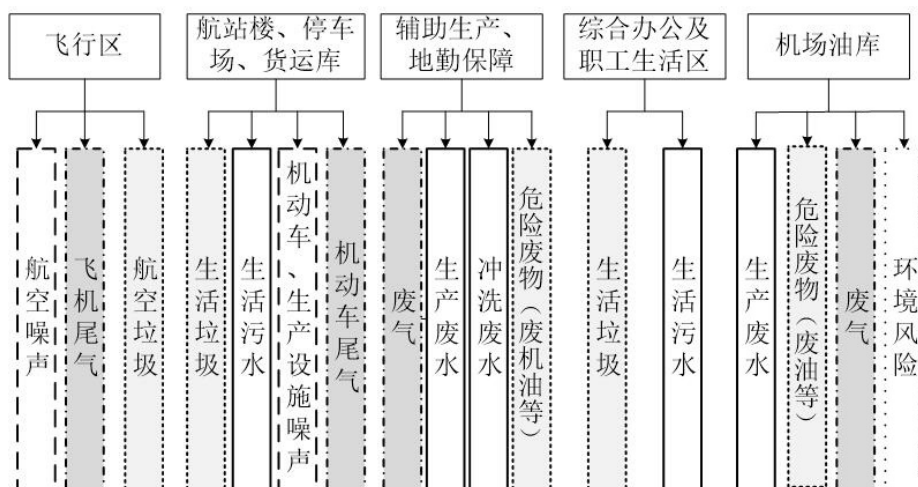 飞行区
航站楼、停车
场、货运库
辅助生产、
地勤保障
综合办公及
职工生活区
机场油库
航空噪声
飞机尾气
航空垃圾
生活垃圾
生活污水
机动车、生产设施噪声
机动车尾气
废气
生产废水
冲洗废水
危险废物（废机油等）
生活垃圾
生活污水
生产废水
危险废物（废油等）
废气
环境风险